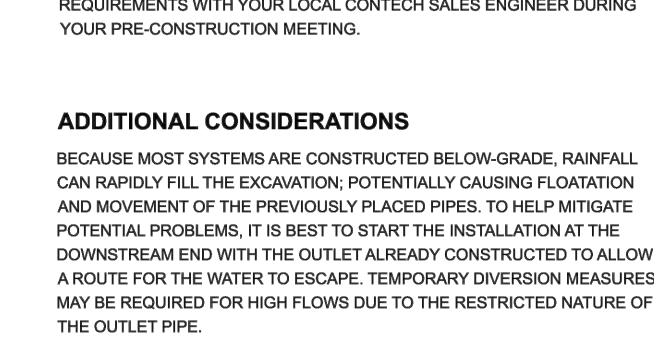 REQUIREMENTS WITH YOUR LOCAL CONTECH SALES ENGINEER DURING
YOUR PRE-CONSTRUCTION MEETING.
ADDITIONAL CONSIDERATIONS
BECAUSE MOST SYSTEMS ARE CONSTRUCTED BELOW-GRADE, RAINFALL
CAN RAPIDLY FILL THE EXCAVATION; POTENTIALLY CAUSING FLOATATION
AND MOVEMENT OF THE PREVIOUSLY PLACED PIPES. TO HELP MITIGATE
POTENTIAL PROBLEMS, IT IS BEST TO START THE INSTALLATION AT THE
DOWNSTREAM END WITH THE OUTLET ALREADY CONSTRUCTED TO ALLOW
A ROUTE FOR THE WATER TO ESCAPE. TEMPORARY DIVERSION MEASURES
MAY BE REQUIRED FOR HIGH FLOWS DUE TO THE RESTRICTED NATURE OF
THE OUTLET PIPE.